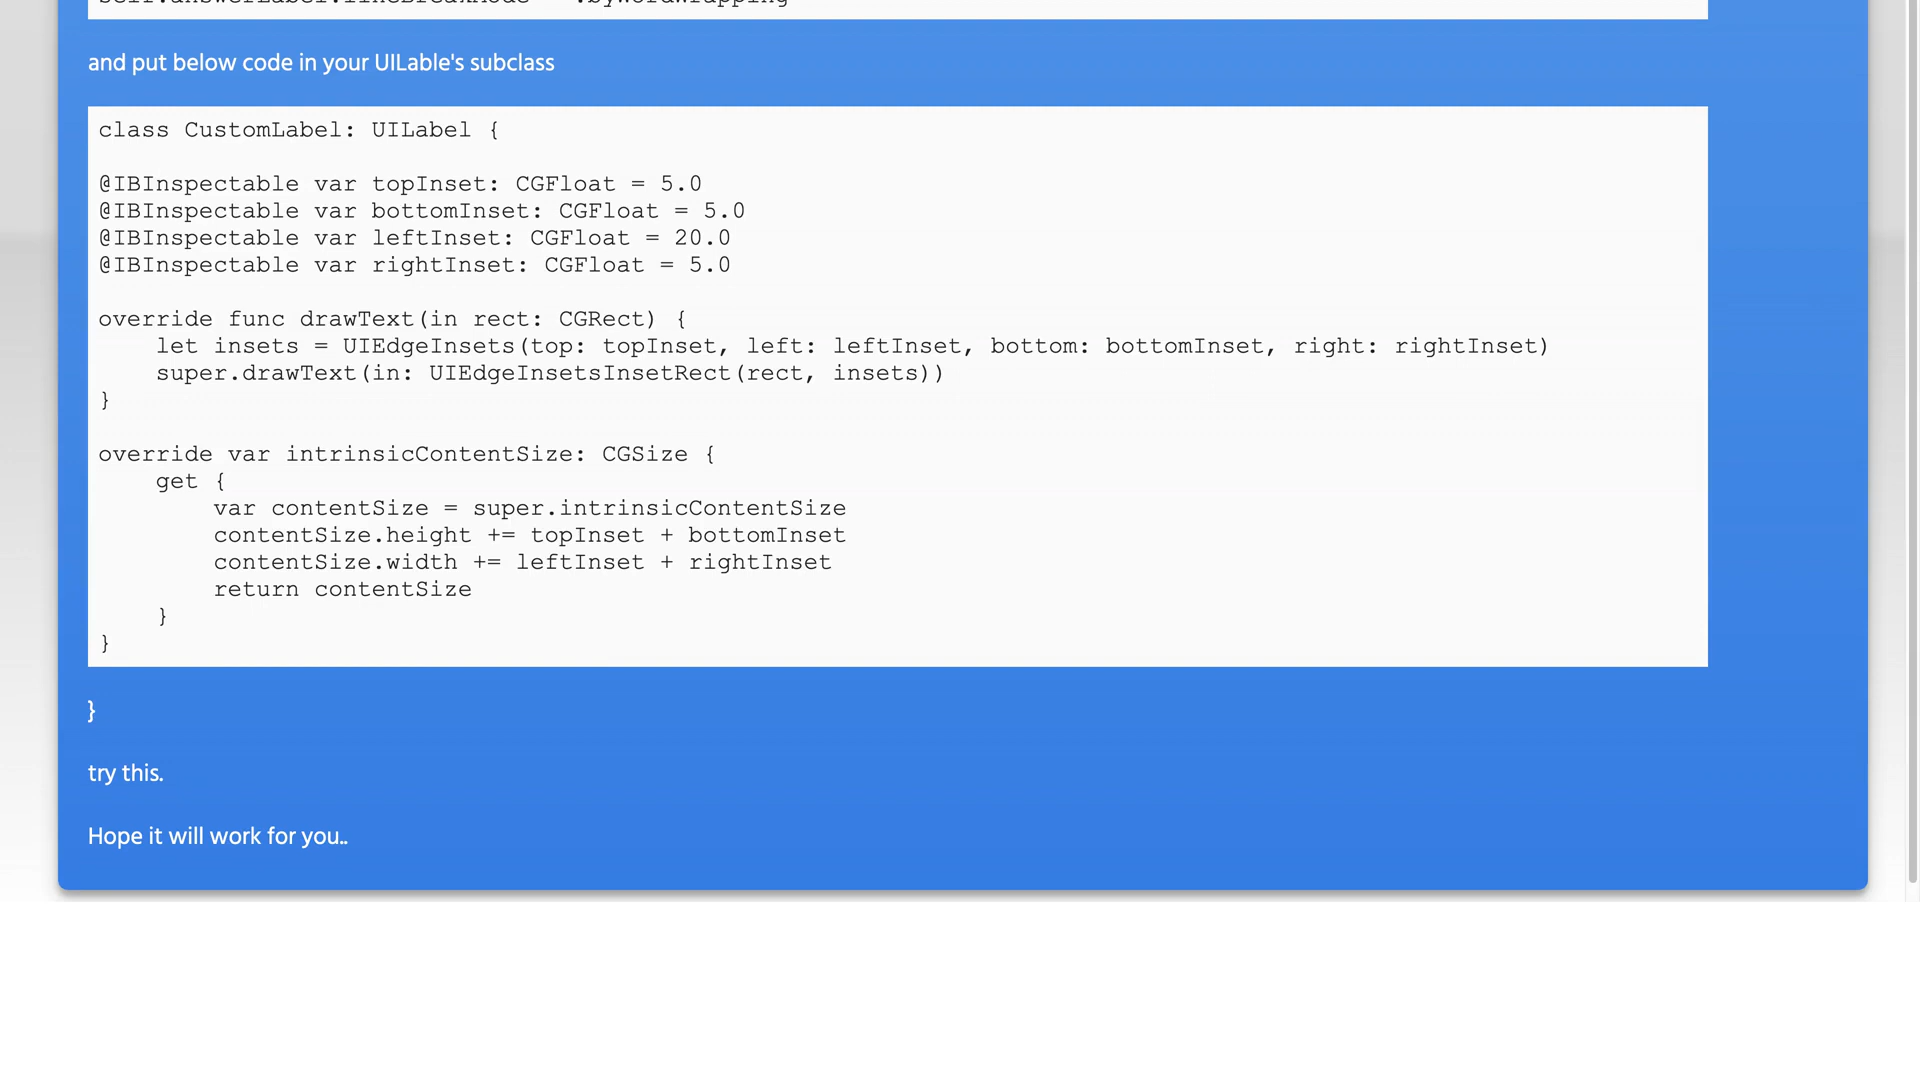 and put below code in your UILable's subclass
class CustomLabel: UILabel {
@IBInspectable var topInset: CGFloat = 5.0
@IBInspectable var bottomInset: CGFloat = 5.0
@IBInspectable var leftInset: CGFloat = 20.0
@IBInspectable var rightInset: CGFloat = 5.0
override func drawText(in rect: CGRect) {
    let insets = UIEdgeInsets(top: topInset, left: leftInset, bottom: bottomInset, right: rightInset)
    super.drawText(in: UIEdgeInsetsInsetRect(rect, insets))
}
override var intrinsicContentSize: CGSize {
    get {
        var contentSize = super.intrinsicContentSize
        contentSize.height += topInset + bottomInset
        contentSize.width += leftInset + rightInset
        return contentSize
    }
}
}
try this.
Hope it will work for you..